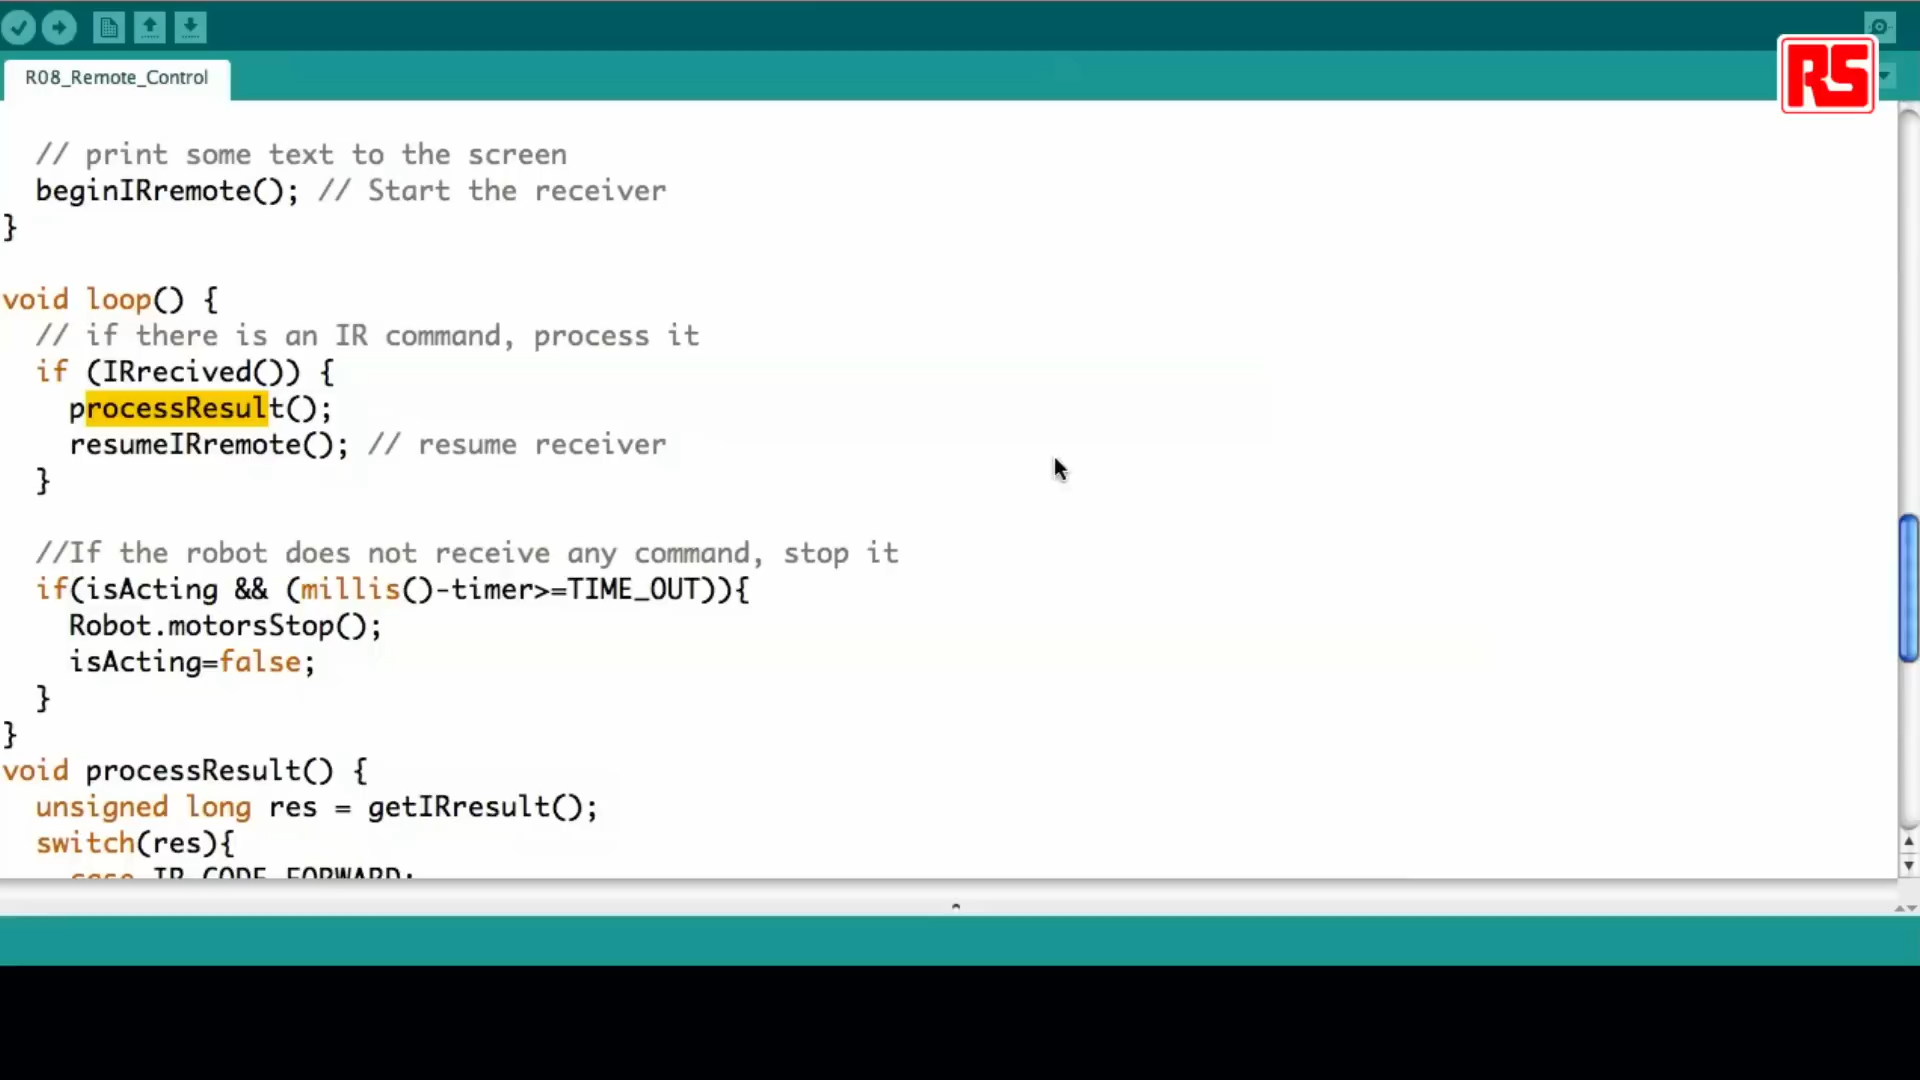 R08_Remote_Control
RS
// print some text to the screen
beginIRremote(); // Start the receiver
}
void loop() {
// if there is an IR command, process it
if (IRrecived()) {
processResult();
resumeIRremote(); // resume receiver
}
//If the robot does not receive any command, stop it
if(isActing && (millis()-timer>=TIME_OUT)){
Robot.motorsStop();
isActing=false;
}
}
void processResult() {
unsigned long res = getIRresult();
switch(res){
case IR_CODE_FORWARD: